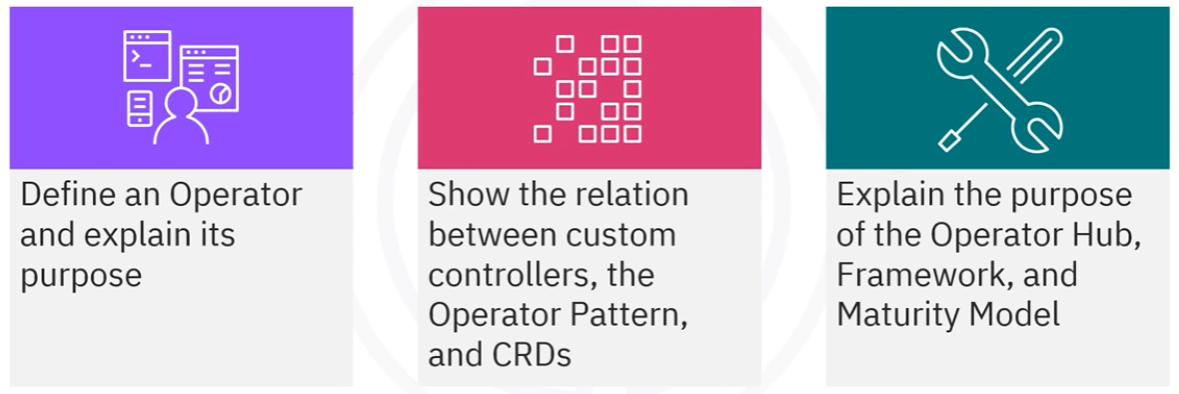 Define an Operator
and explain its
purpose
Show the relation
between custom
controllers, the
Operator Pattern,
and CRDs
Explain the purpose
of the Operator Hub,
Framework, and
Maturity Model